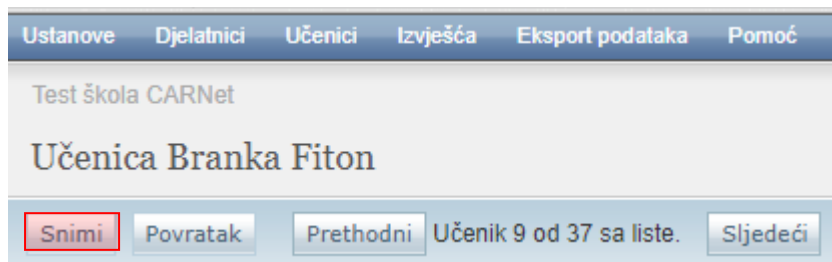 Ustanove Djelatnici Učenici Izvješća Eksport podataka Pomoć
Test škola CARNet
Učenica Branka Fiton
Snimi Povratak Prethodni Učenik 9 od 37 sa liste. Sljedeći